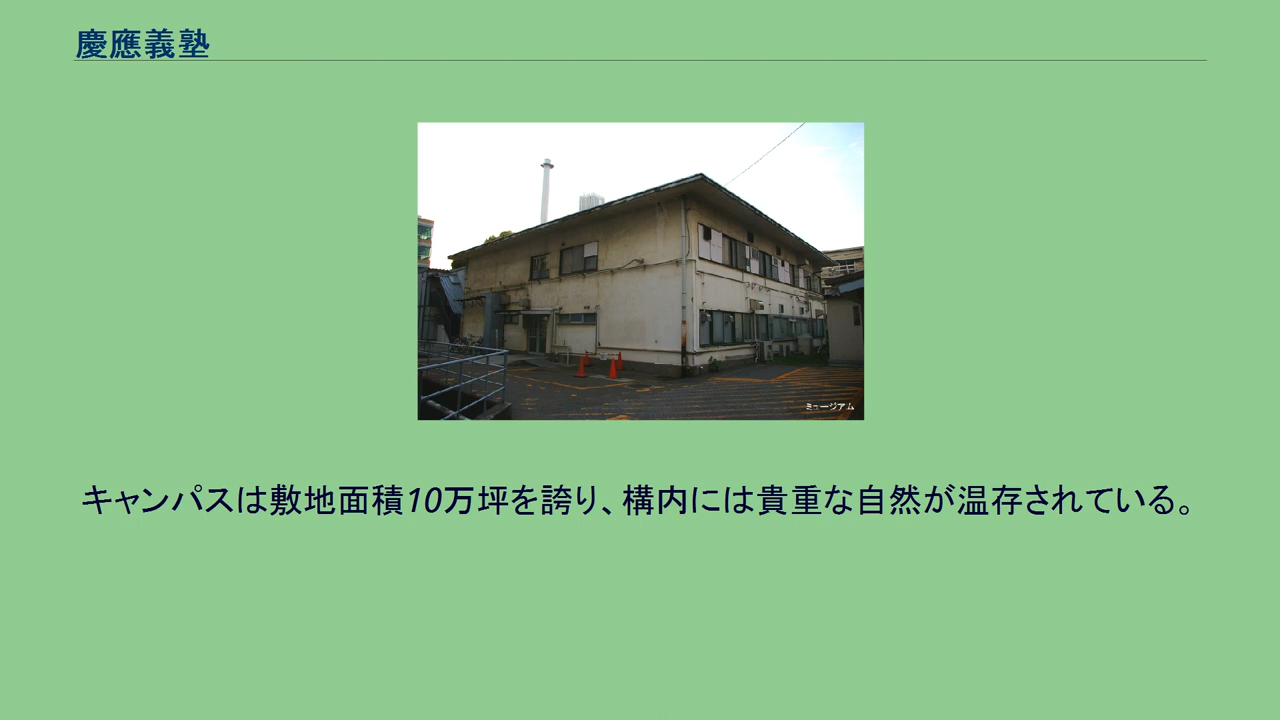 慶應義塾
ミュージアム
キャンパスは敷地面積10万坪を誇り、構内には貴重な自然が温存されている。